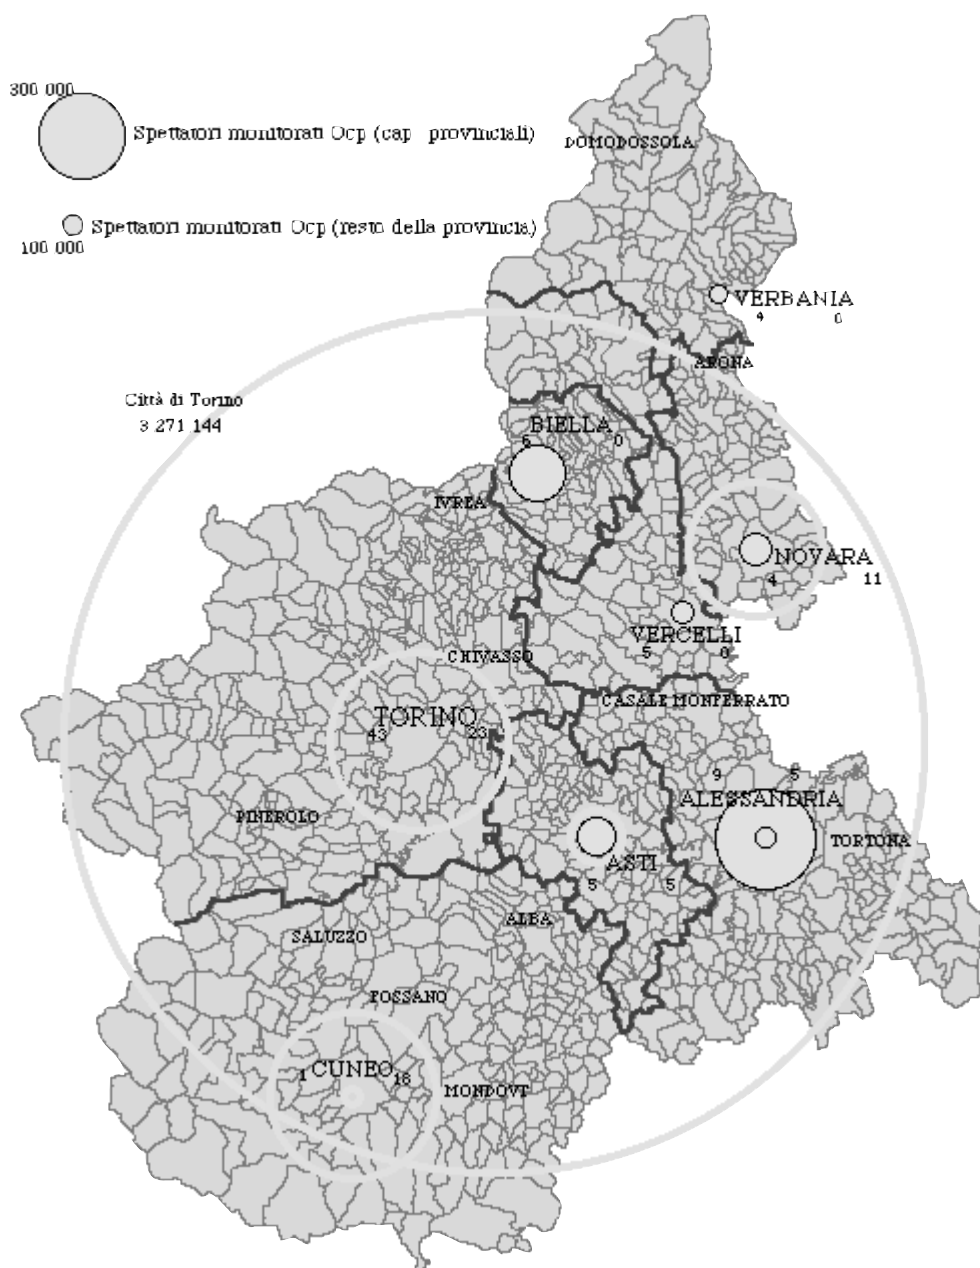 300 000
Spettatori monitorati Ocp (cap provinciali)
DOMODOSSOLA
Spettatori monitorati Ocp (resto della provincia)
100 000
VERBANIA
4 0
ARONA
Città di Torino
3 271 144
BIELLA
6 0
IVREA
NOVARA
4 11
VERCELLI
5 0
CHIVASSO
CASALE MONFERRATO
TORINO
43 23
9 5
ALESSANDRIA
PINEROLO
TORTONA
ASTI
5 5
ALBA
SALUZZO
FOSSANO
CUNEO
1 18
MONDOVI